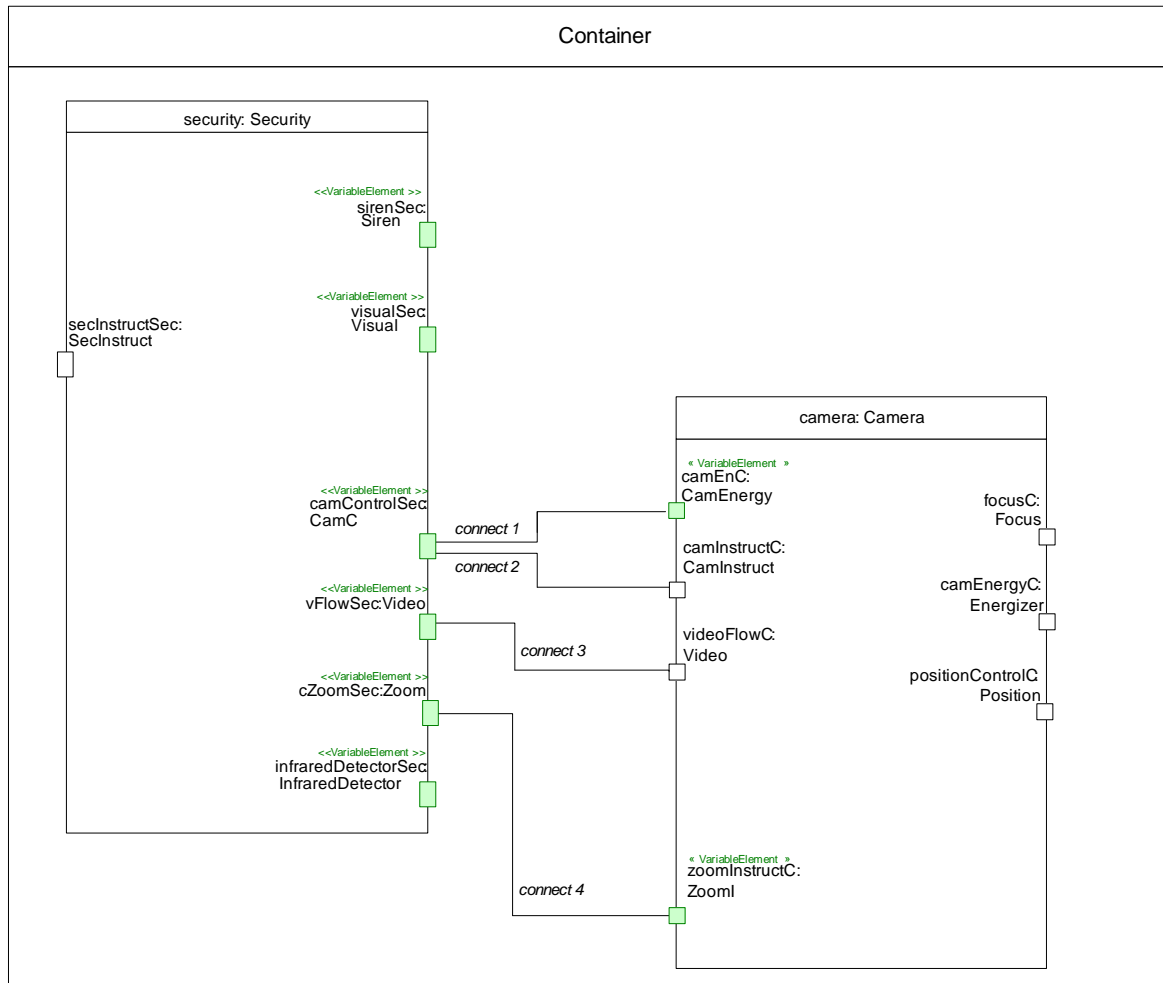 Container
security: Security
<<VariableElement >>
sirenSec:
Siren
<<VariableElement >>
visualSec:
Visual
secInstructSec:
SecInstruct
<<VariableElement >>
camControlSec:
CamC
<<VariableElement >>
vFlowSec:Video
<<VariableElement >>
cZoomSec:Zoom
<<VariableElement >>
infraredDetectorSec:
InfraredDetector
connect 1
connect 2
connect 3
connect 4
camera: Camera
« VariableElement »
camEnC:
CamEnergy
camInstructC:
CamInstruct
videoFlowC:
Video
« VariableElement »
zoomInstructC:
ZoomI
focusC:
Focus
camEnergyC:
Energizer
positionControlC:
Position